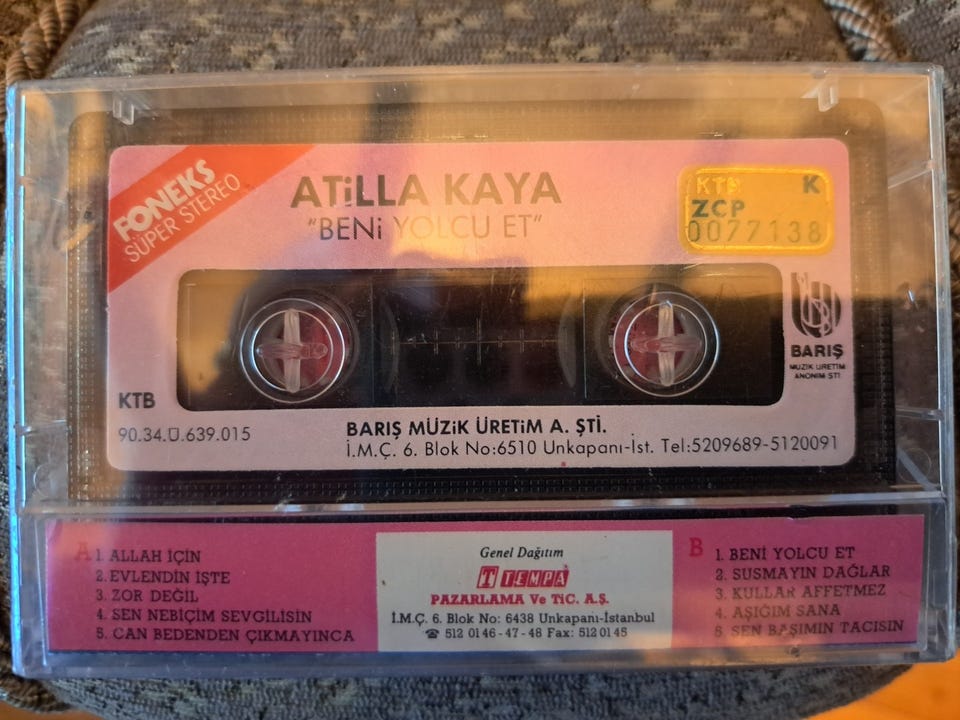 FONEKS
SÜPER STEREO
ATiLLA KAYA
"BENi YOLCU ET"
KTB K
ZCP
0077138
BARIŞ
MÜZİK ÜRETİM
ANONİM ŞTİ
KTB
90.34.Ü.639.015
BARIŞ MÜZiK ÜRETiM A. ŞTİ.
İ.M.Ç. 6. Blok No:6510 Unkapanı-İst. Tel:5209689-5120091
A
1. ALLAH İÇİN
2. EVLENDİN İŞTE
3. ZOR DEĞİL
4. SEN NEBİÇİM SEVGİLİSİN
5. CAN BEDENDEN ÇIKMAYINCA
Genel Dağıtım
T TEMPA
PAZARLAMA Ve TİC. A.Ş.
İ.M.Ç. 6. Blok No: 6438 Unkapanı-İstanbul
☎ 512 01 46 - 47 - 48 Fax: 512 01 45
B
1. BENİ YOLCU ET
2. SUSMAYIN DAĞLAR
3. KULLAR AFFETMEZ
4. AŞIĞIM SANA
5. SEN BAŞIMIN TACISIN